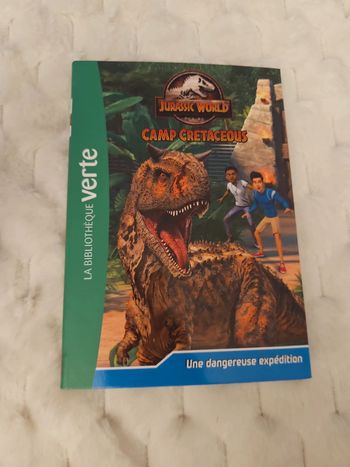 JURASSIC WORLD
CAMP CRETACEOUS
LA BIBLIOTHÈQUE verte
Une dangereuse expédition